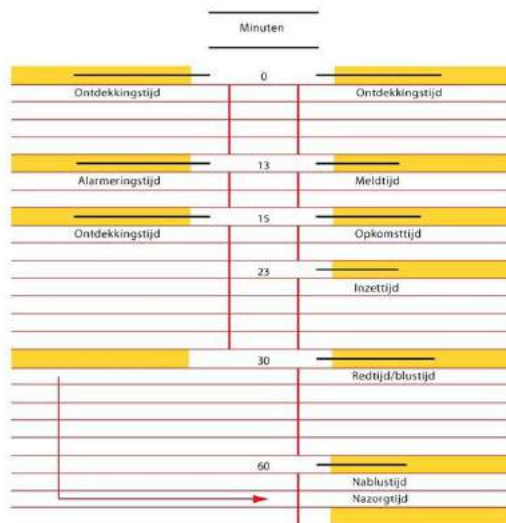 Minuten
0
Ontdekkingstijd Ontdekkingstijd
13
Alarmeringstijd Meldtijd
15
Ontdekkingstijd Opkomsttijd
23
Inzettijd
30
Redtijd/blustijd
60
Nablustijd
Nazorgtijd